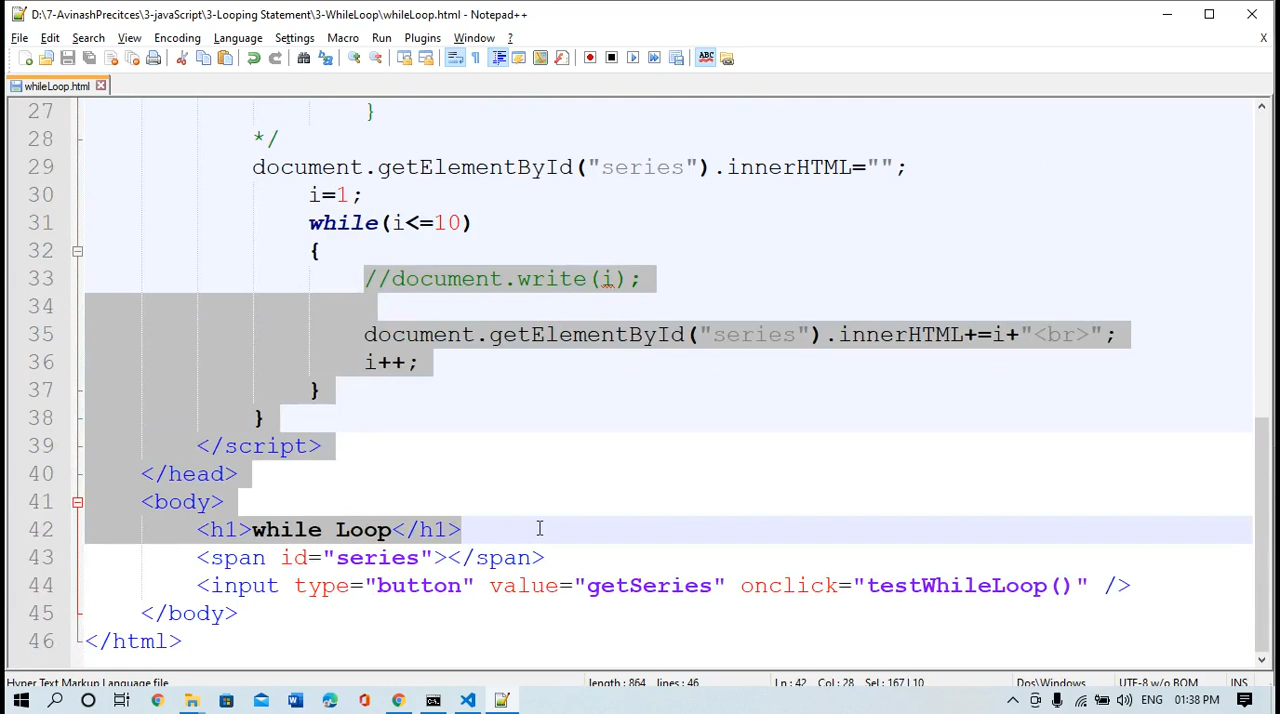 D:\7-AvinashPrecitces\3-javaScript\3-Looping Statement\3-WhileLoop\whileLoop.html - Notepad++
File Edit Search View Encoding Language Settings Macro Run Plugins Window ? X
whileLoop.html
27 }
28 */
29 document.getElementById("series").innerHTML="";
30 i=1;
31 while(i<=10)
32 {
33 //document.write(i);
34
35 document.getElementById("series").innerHTML+=i+"<br>";
36 i++;
37 }
38 }
39 </script>
40 </head>
41 <body>
42 <h1>while Loop</h1>
43 <span id="series"></span>
44 <input type="button" value="getSeries" onclick="testWhileLoop()" />
45 </body>
46 </html>
Hyper Text Markup Language file length : 864 lines : 46 Ln : 42 Col : 28 Sel : 167 | 10 Dos\Windows UTF-8 w/o BOM INS
ENG 01:38 PM